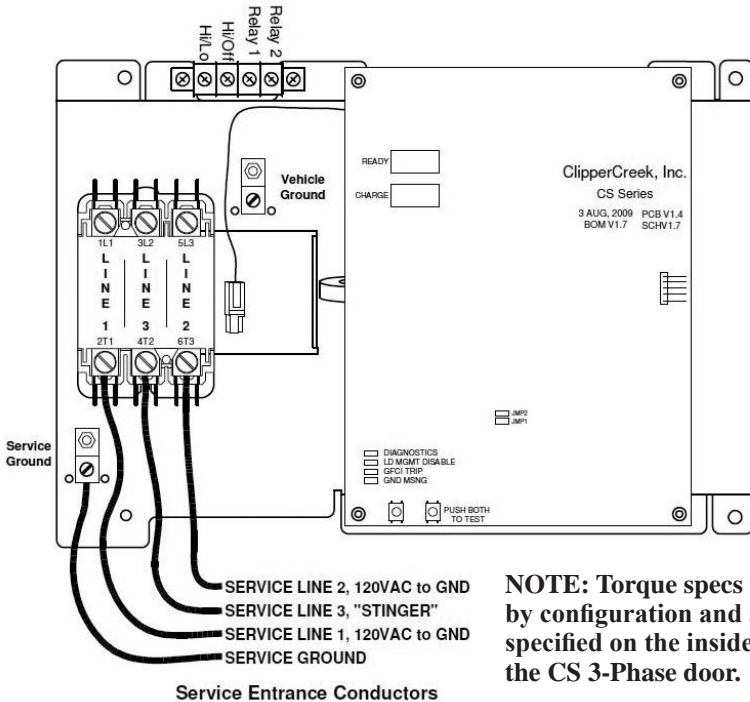 Hi/Lo
Hi/Off
Relay 1
Relay 2
READY
CHARGE
ClipperCreek, Inc.
CS Series
3 AUG, 2009 PCB V1.4
BOM V1.7 SCHV1.7
Vehicle
Ground
1L1 3L2 5L3
LINE 1
LINE 3
LINE 2
2T1 4T2 6T3
JMP2
JMP1
Service
Ground
DIAGNOSTICS
LD MGMT DISABLE
GFCI TRIP
GND MSNG
PUSH BOTH
TO TEST
SERVICE LINE 2, 120VAC to GND
SERVICE LINE 3, "STINGER"
SERVICE LINE 1, 120VAC to GND
SERVICE GROUND
Service Entrance Conductors
NOTE: Torque specs
by configuration and
specified on the inside
the CS 3-Phase door.